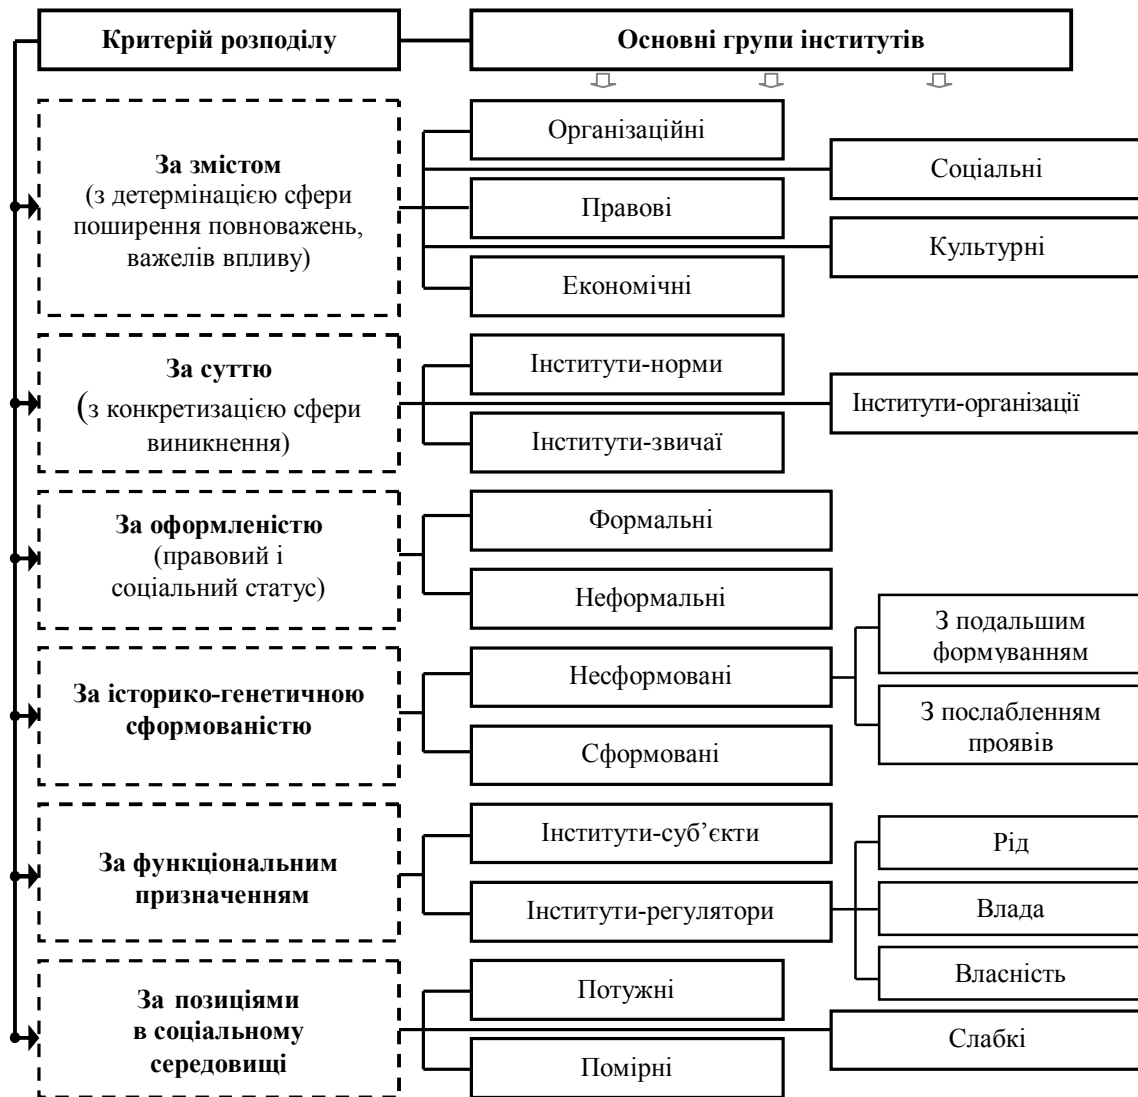 Критерій розподілу
Основні групи інститутів
За змістом
(з детермінацією сфери
поширення повноважень,
важелів впливу)
Організаційні
Соціальні
Правові
Культурні
Економічні
За суттю
(з конкретизацією сфери
виникнення)
Інститути-норми
Інститути-організації
Інститути-звичаї
За оформленістю
(правовий і
соціальний статус)
Формальні
Неформальні
За історико-генетичною
сформованістю
Несформовані
З подальшим
формуванням
З послабленням
проявів
Сформовані
За функціональним
призначенням
Інститути-суб’єкти
Інститути-регулятори
Рід
Влада
Власність
За позиціями
в соціальному
середовищі
Потужні
Слабкі
Помірні